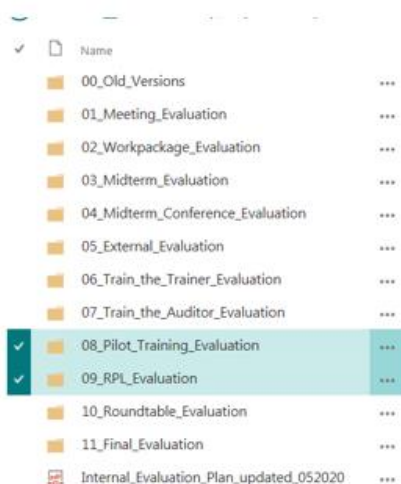 Name
00_Old_Versions
01_Meeting_Evaluation
02_Workpackage_Evaluation
03_Midterm_Evaluation
04_Midterm_Conference_Evaluation
05_External_Evaluation
06_Train_the_Trainer_Evaluation
07_Train_the_Auditor_Evaluation
08_Pilot_Training_Evaluation
09_RPL_Evaluation
10_Roundtable_Evaluation
11_Final_Evaluation
Internal_Evaluation_Plan_updated_052020